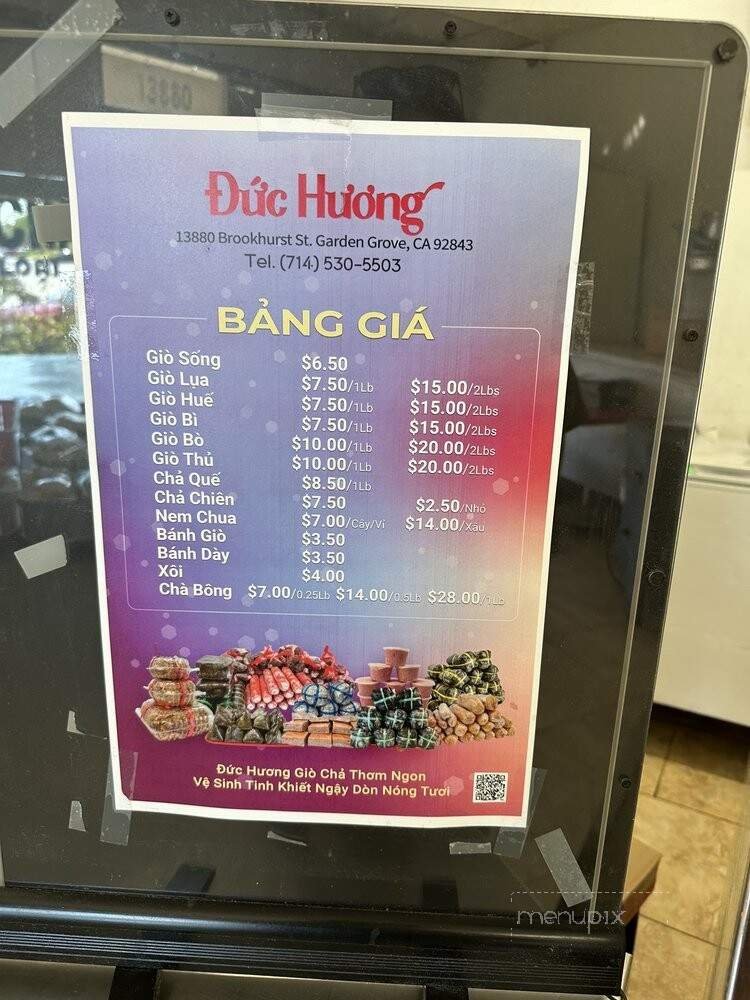 13880
Đức Hương
13880 Brookhurst St. Garden Grove, CA 92843
Tel. (714) 530-5503
BẢNG GIÁ
Giò Sống $6.50
Giò Lụa $7.50/1Lb $15.00/2Lbs
Giò Huế $7.50/1Lb $15.00/2Lbs
Giò Bì $7.50/1Lb $15.00/2Lbs
Giò Bò $10.00/1Lb $20.00/2Lbs
Giò Thủ $10.00/1Lb $20.00/2Lbs
Chả Quế $8.50/1Lb
Chả Chiên $7.50 $2.50/Nhỏ
Nem Chua $7.00/Cây/Vỉ $14.00/Xâu
Bánh Giò $3.50
Bánh Dày $3.50
Xôi $4.00
Chà Bông $7.00/0.25Lb $14.00/0.5Lb $28.00/1Lb
Đức Hương Giò Chả Thơm Ngon
Vệ Sinh Tinh Khiết Ngậy Dòn Nóng Tươi
menupix